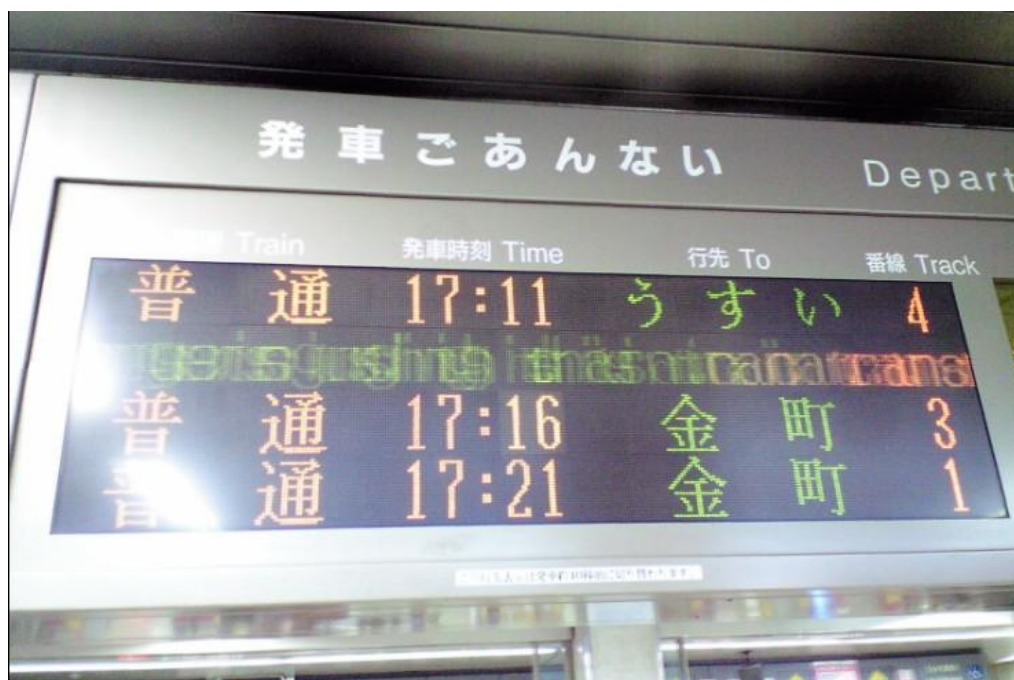 発車ごあんない Depart
Train 発車時刻 Time 行先 To 番線 Track
普通 17:11 うすい 4
普通 17:16 金町 3
普通 17:21 金町 1